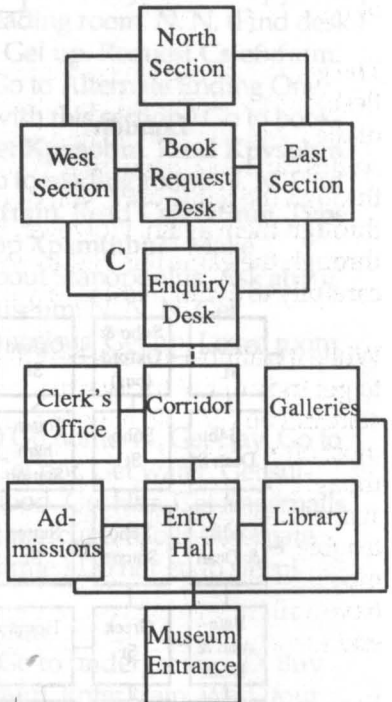 North
Section
West
Section
Book
Request
Desk
East
Section
C
Enquiry
Desk
Clerk's
Office
Corridor
Galleries
Ad-
missions
Entry
Hall
Library
Museum
Entrance